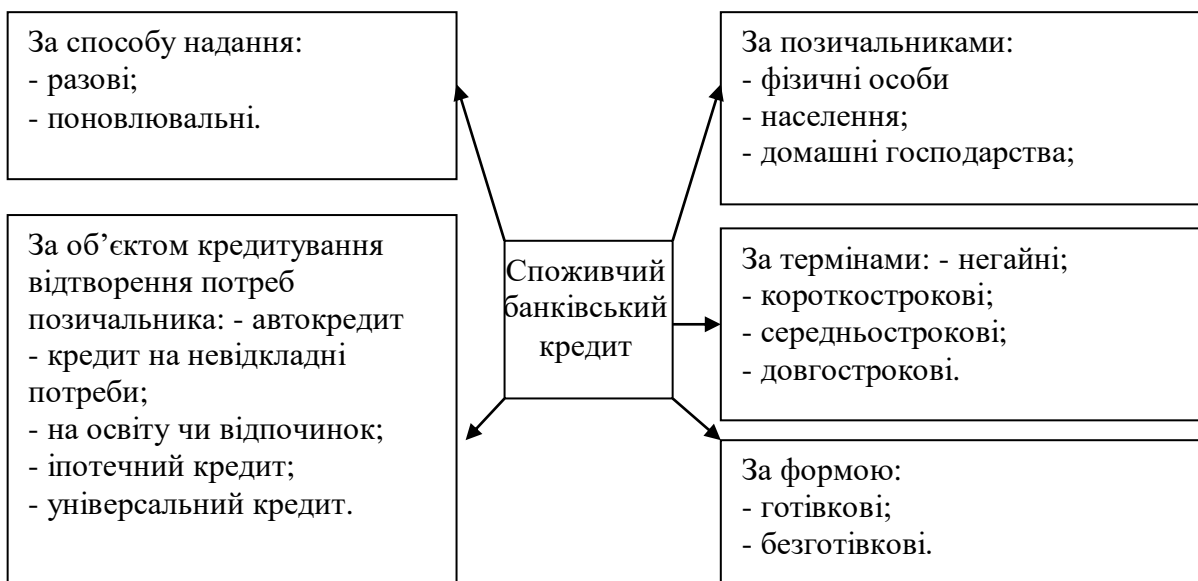 За способу надання:
- разові;
- поновлювальні.
За об’єктом кредитування
відтворення потреб
позичальника: - автокредит
- кредит на невідкладні
потреби;
- на освіту чи відпочинок;
- іпотечний кредит;
- універсальний кредит.
Споживчий
банківський
кредит
За позичальниками:
- фізичні особи
- населення;
- домашні господарства;
За термінами: - негайні;
- короткострокові;
- середньострокові;
- довгострокові.
За формою:
- готівкові;
- безготівкові.